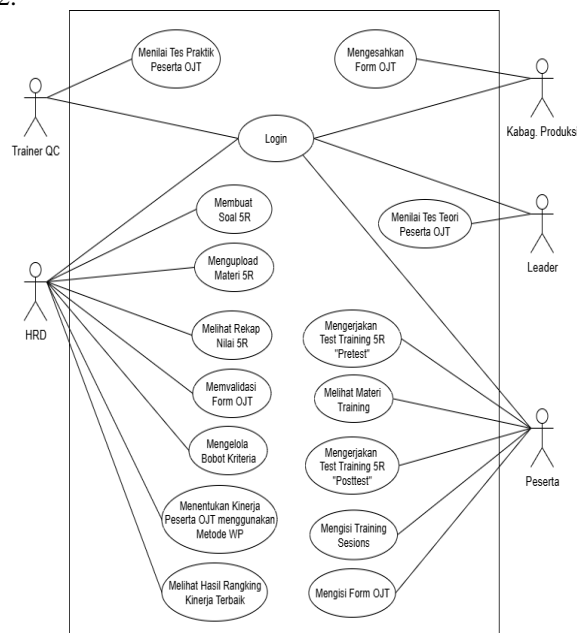 2.
Menilai Tes Praktik
Peserta OJT
Mengesahkan
Form OJT
Trainer QC
Kabag. Produksi
Login
Membuat
Soal 5R
Menilai Tes Teori
Peserta OJT
Leader
Mengupload
Materi 5R
HRD
Melihat Rekap
Nilai 5R
Mengerjakan
Test Training 5R
"Pretest"
Memvalidasi
Form OJT
Melihat Materi
Training
Mengelola
Bobot Kriteria
Mengerjakan
Test Training 5R
"Posttest"
Peserta
Menentukan Kinerja
Peserta OJT menggunakan
Metode WP
Mengisi Training
Sesions
Melihat Hasil Rangking
Kinerja Terbaik
Mengisi Form OJT